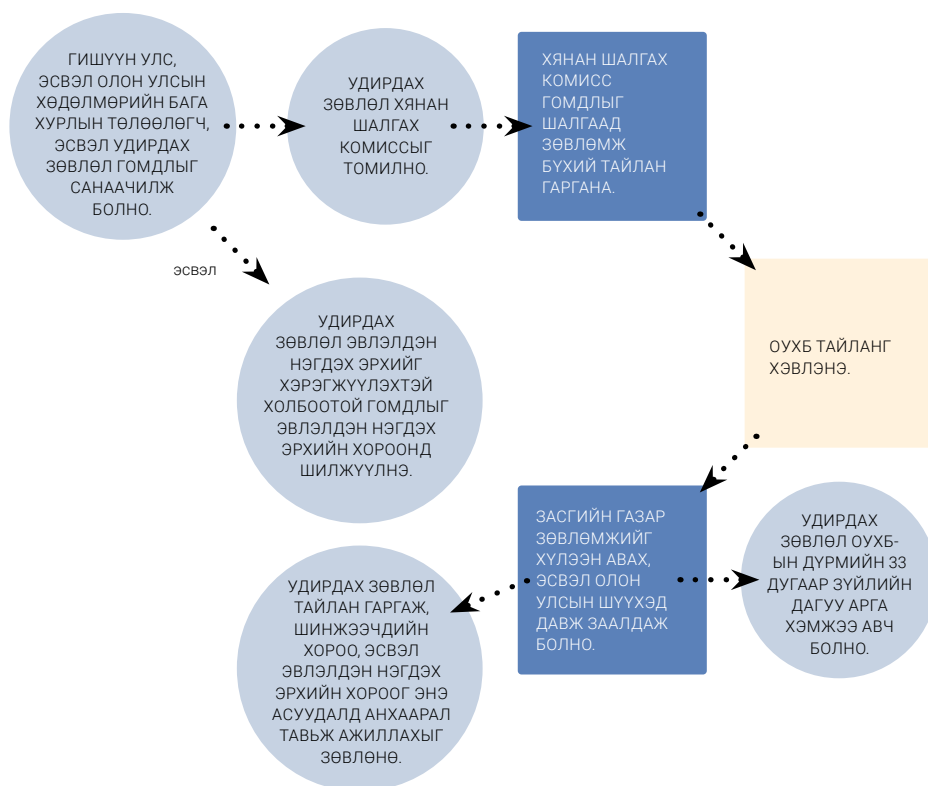 ГИШҮҮН УЛС,
ЭСВЭЛ ОЛОН УЛСЫН
ХӨДӨЛМӨРИЙН БАГА
ХУРЛЫН ТӨЛӨӨЛӨГЧ,
ЭСВЭЛ УДИРДАХ
ЗӨВЛӨЛ ГОМДЛЫГ
САНААЧИЛЖ
БОЛНО.
УДИРДАХ
ЗӨВЛӨЛ ХЯНАН
ШАЛГАХ
КОМИССЫГ
ТОМИЛНО.
ХЯНАН ШАЛГАХ
КОМИСС
ГОМДЛЫГ
ШАЛГААД
ЗӨВЛӨМЖ
БҮХИЙ ТАЙЛАН
ГАРГАНА.
ЭСВЭЛ
УДИРДАХ
ЗӨВЛӨЛ ЭВЛЭЛДЭН
НЭГДЭХ ЭРХИЙГ
ХЭРЭГЖҮҮЛЭХТЭЙ
ХОЛБООТОЙ ГОМДЛЫГ
ЭВЛЭЛДЭН НЭГДЭХ
ЭРХИЙН ХОРООНД
ШИЛЖҮҮЛНЭ.
ОУХБ ТАЙЛАНГ
ХЭВЛЭНЭ.
ЗАСГИЙН ГАЗАР
ЗӨВЛӨМЖИЙГ
ХҮЛЭЭН АВАХ,
ЭСВЭЛ ОЛОН
УЛСЫН ШҮҮХЭД
ДАВЖ ЗААЛДАЖ
БОЛНО.
УДИРДАХ
ЗӨВЛӨЛ ОУХБ-
ЫН ДҮРМИЙН 33
ДУГААР ЗҮЙЛИЙН
ДАГУУ АРГА
ХЭМЖЭЭ АВЧ
БОЛНО.
УДИРДАХ ЗӨВЛӨЛ
ТАЙЛАН ГАРГАЖ,
ШИНЖЭЭЧДИЙН
ХОРОО, ЭСВЭЛ
ЭВЛЭЛДЭН НЭГДЭХ
ЭРХИЙН ХОРООГ ЭНЭ
АСУУДАЛД АНХААРАЛ
ТАВЬЖ АЖИЛЛАХЫГ
ЗӨВЛӨНӨ.